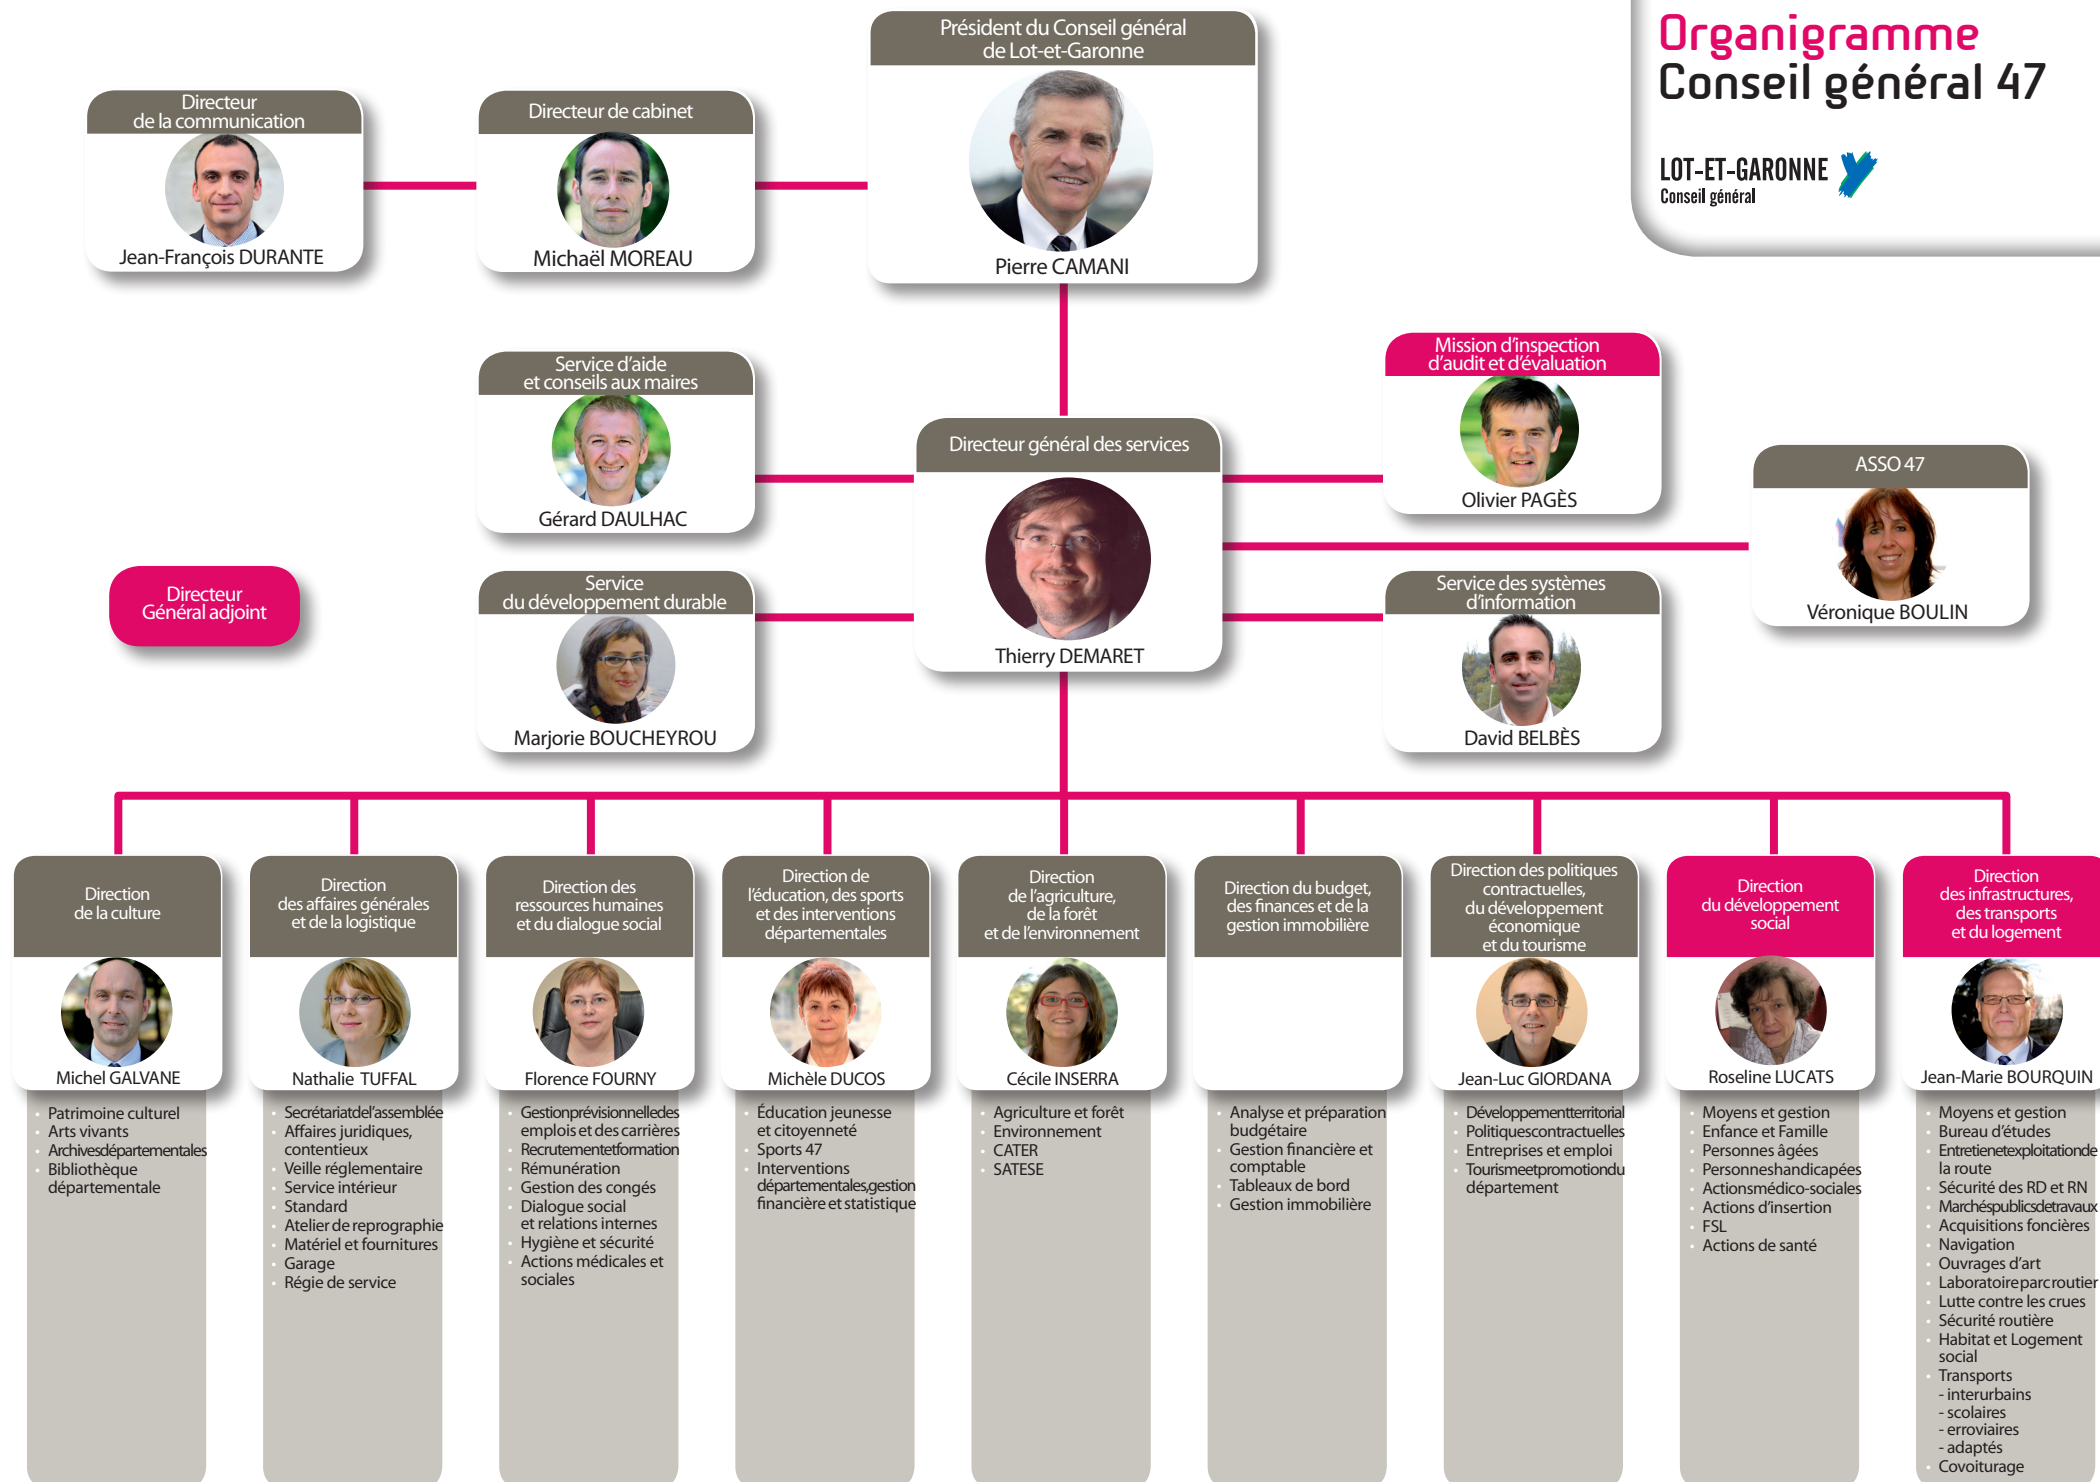 Organigramme
Conseil général 47
LOT-ET-GARONNE
Conseil général
Président du Conseil général
de Lot-et-Garonne
Pierre CAMANI
Directeur de cabinet
Michaël MOREAU
Directeur
de la communication
Jean-François DURANTE
Service d'aide
et conseils aux maires
Gérard DAULHAC
Mission d'inspection
d'audit et d'évaluation
Olivier PAGÈS
Directeur général des services
Thierry DEMARET
ASSO 47
Véronique BOULIN
Directeur
Général adjoint
Service
du développement durable
Marjorie BOUCHEYROU
Service des systèmes
d'information
David BELBÈS
Direction
de la culture
Michel GALVANE
• Patrimoine culturel
• Arts vivants
• Archivesdépartementales
• Bibliothèque
départementale
Direction
des affaires générales
et de la logistique
Nathalie TUFFAL
• Secrétariatdel'assemblée
• Affaires juridiques,
contentieux
• Veille réglementaire
• Service intérieur
• Standard
• Atelier de reprographie
• Matériel et fournitures
• Garage
• Régie de service
Direction des
ressources humaines
et du dialogue social
Florence FOURNY
• Gestionprévisionnelledes
emplois et des carrières
• Recrutementetformation
• Rémunération
• Gestion des congés
• Dialogue social
et relations internes
• Hygiène et sécurité
• Actions médicales et
sociales
Direction de
l'éducation, des sports
et des interventions
départementales
Michèle DUCOS
• Éducation jeunesse
et citoyenneté
• Sports 47
• Interventions
départementales,gestion
financière et statistique
Direction
de l'agriculture,
de la forêt
et de l'environnement
Cécile INSERRA
• Agriculture et forêt
• Environnement
• CATER
• SATESE
Direction du budget,
des finances et de la
gestion immobilière
• Analyse et préparation
budgétaire
• Gestion financière et
comptable
• Tableaux de bord
• Gestion immobilière
Direction des politiques
contractuelles,
du développement
économique
et du tourisme
Jean-Luc GIORDANA
• Développementterritorial
• Politiquescontractuelles
• Entreprises et emploi
• Tourismeetpromotiondu
département
Direction
du développement
social
Roseline LUCATS
• Moyens et gestion
• Enfance et Famille
• Personnes âgées
• Personneshandicapées
• Actionsmédico-sociales
• Actions d'insertion
• FSL
• Actions de santé
Direction
des infrastructures,
des transports
et du logement
Jean-Marie BOURQUIN
• Moyens et gestion
• Bureau d'études
• Entretienetexploitationde
la route
• Sécurité des RD et RN
• Marchéspublicsdetravaux
• Acquisitions foncières
• Navigation
• Ouvrages d'art
• Laboratoireparcroutier
• Lutte contre les crues
• Sécurité routière
• Habitat et Logement
social
• Transports
- interurbains
- scolaires
- erroviaires
- adaptés
• Covoiturage